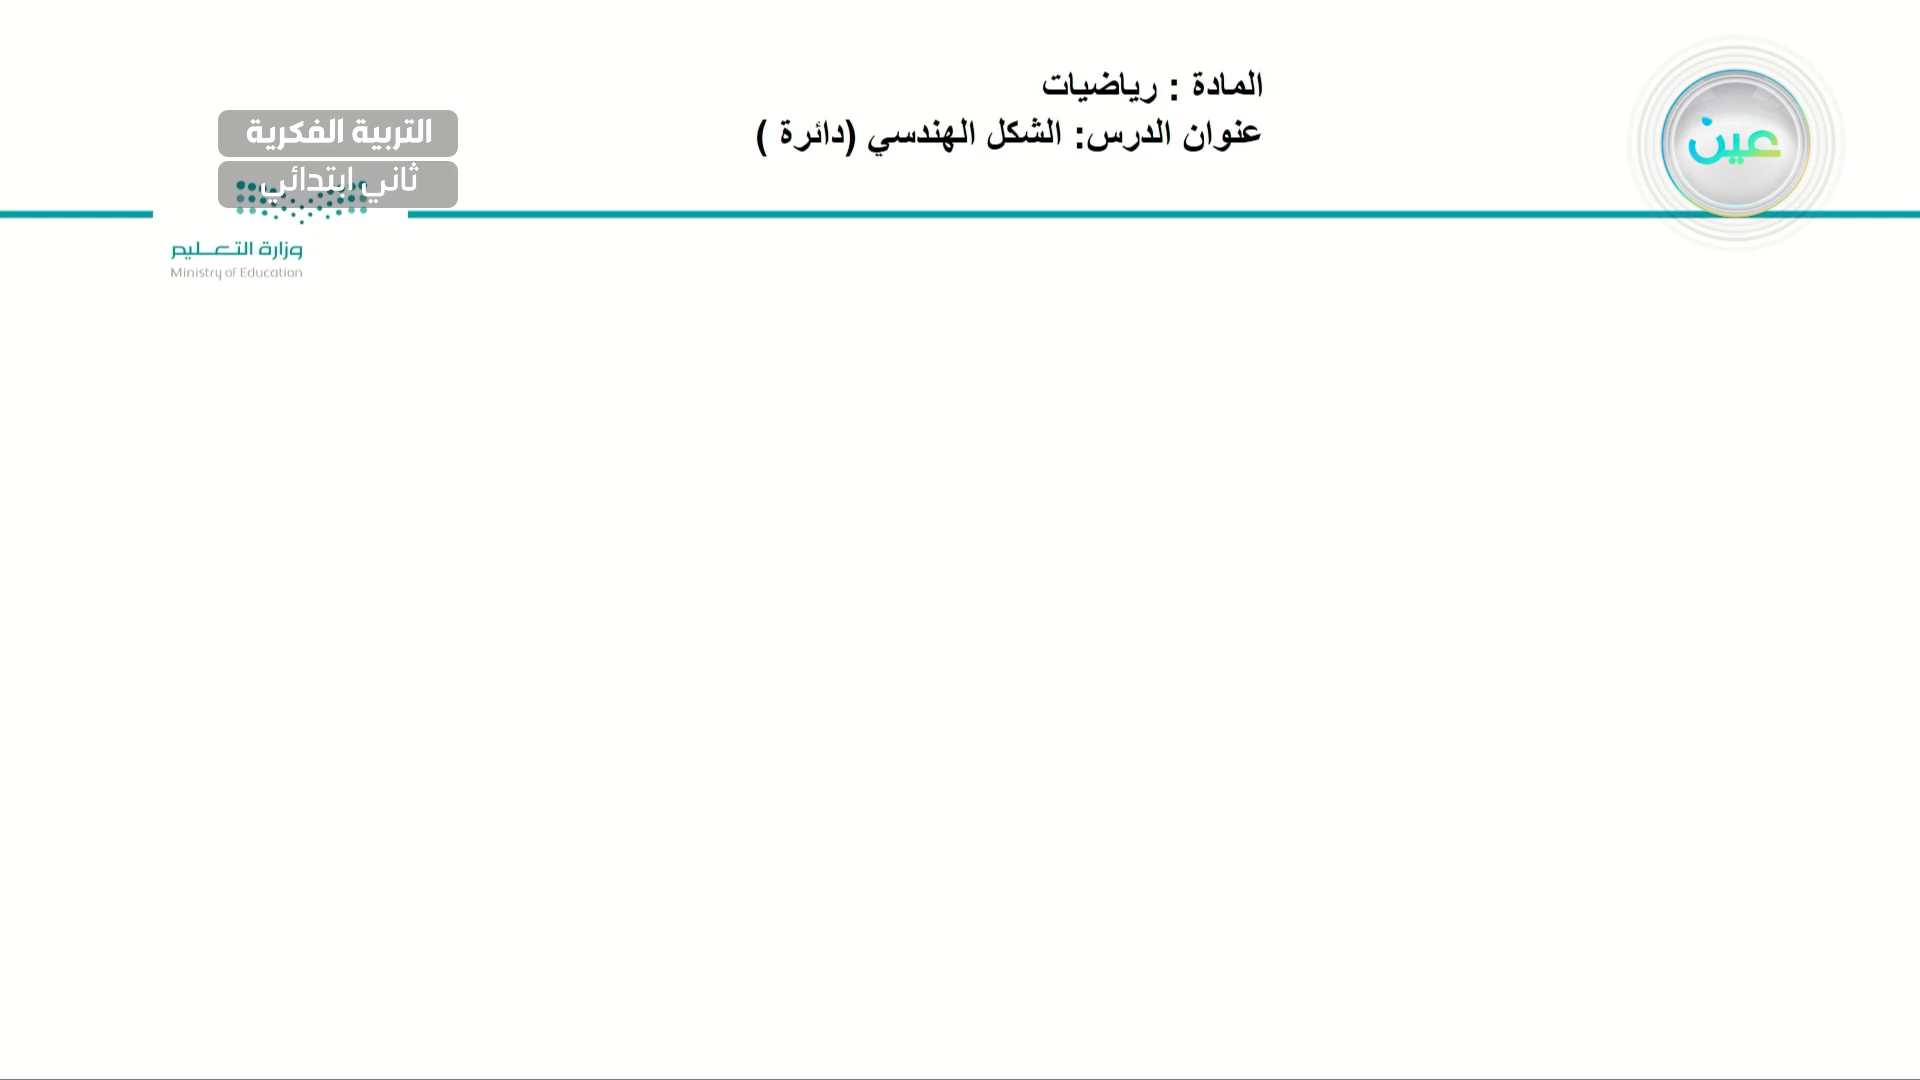 المادة : رياضيات
عنوان الدرس: الشكل الهندسي (دائرة )
عين
التربية الفكرية
ثاني ابتدائي
وزارة التعليم
Ministry of Education